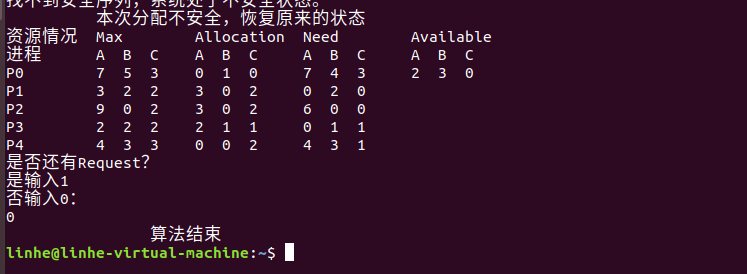 找不到安全序列，系统处于不安全状态。
本次分配不安全，恢复原来的状态
资源情况 Max Allocation Need Available
进程 A B C A B C A B C A B C
P0 7 5 3 0 1 0 7 4 3 2 3 0
P1 3 2 2 3 0 2 0 2 0
P2 9 0 2 3 0 2 6 0 0
P3 2 2 2 2 1 1 0 1 1
P4 4 3 3 0 0 2 4 3 1
是否还有Request?
是输入1
否输入0：
0
算法结束
linhe@linhe-virtual-machine:~$